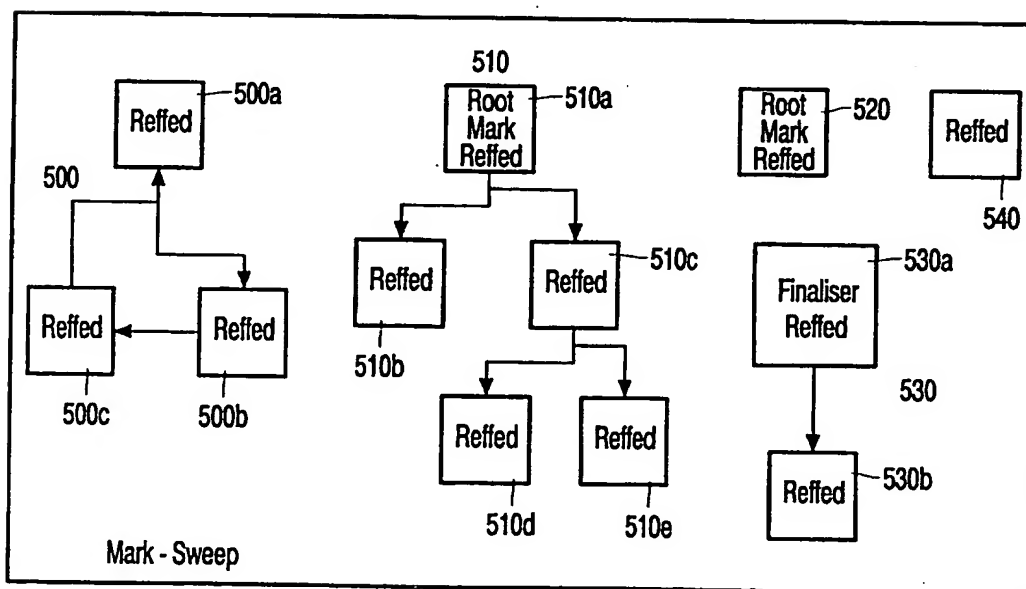 Reffed
500a
500
Reffed
500c
Reffed
500b
510
Root
Mark
Reffed
510a
Reffed
510b
Reffed
510c
Reffed
510d
Reffed
510e
Root
Mark
Reffed
520
Reffed
540
Finaliser
Reffed
530a
530
Reffed
530b
Mark - Sweep